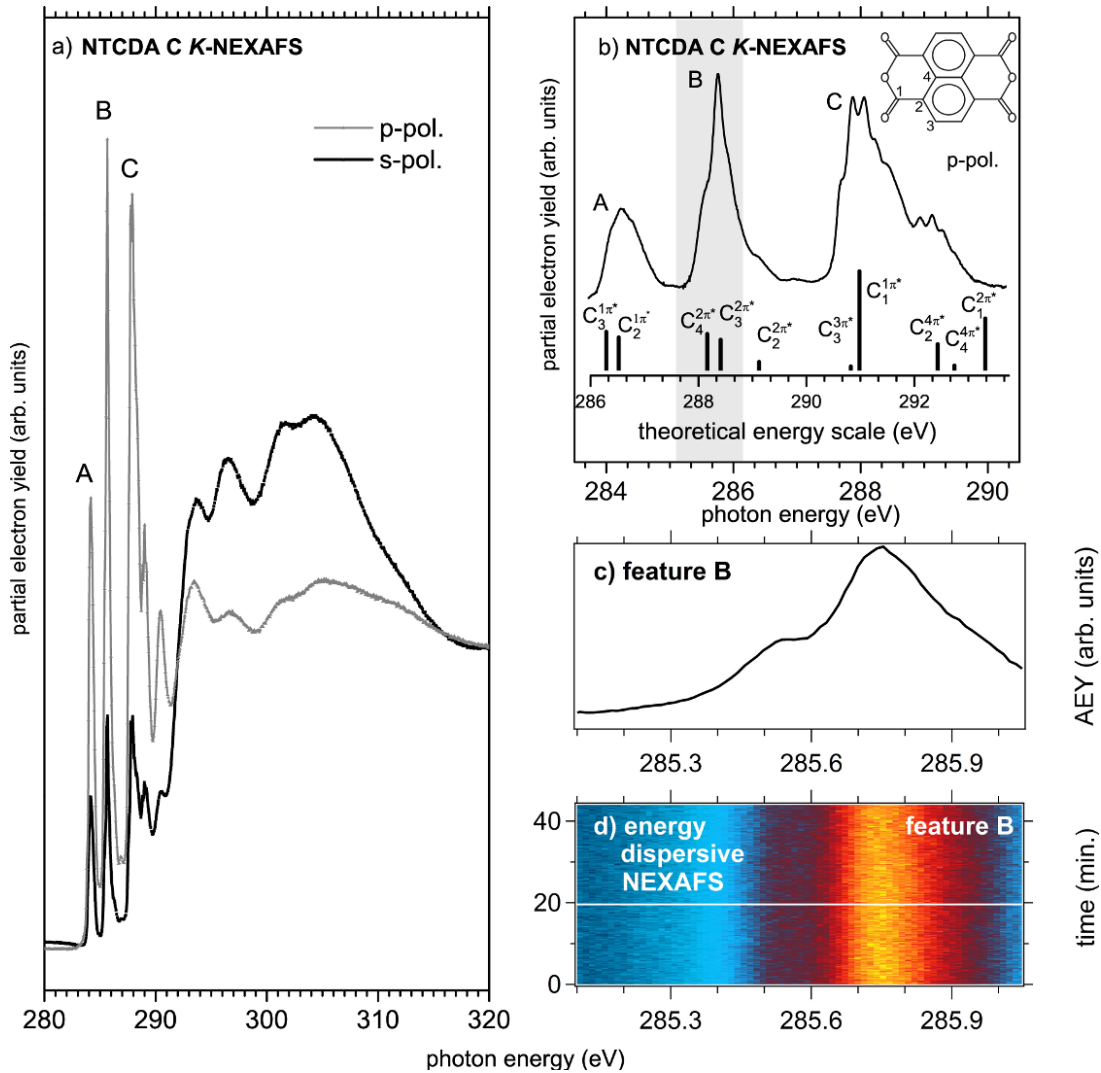 a) NTCDA C K-NEXAFS
B
C
A
p-pol.
s-pol.
partial electron yield (arb. units)
280 290 300 310 320
photon energy (eV)
b) NTCDA C K-NEXAFS
B
C
A
p-pol.
1
2
3
4
O
O
O
O
O
O
partial electron yield (arb. units)
C3 1π*
C2 1π*
C4 2π*
C3 2π*
C2 2π*
C3 3π*
C1 1π*
C2 4π*
C4 4π*
C1 2π*
286 288 290 292
theoretical energy scale (eV)
284 286 288 290
photon energy (eV)
c) feature B
AEY (arb. units)
285.3 285.6 285.9
d) energy
dispersive
NEXAFS
feature B
40
20
0
time (min.)
285.3 285.6 285.9